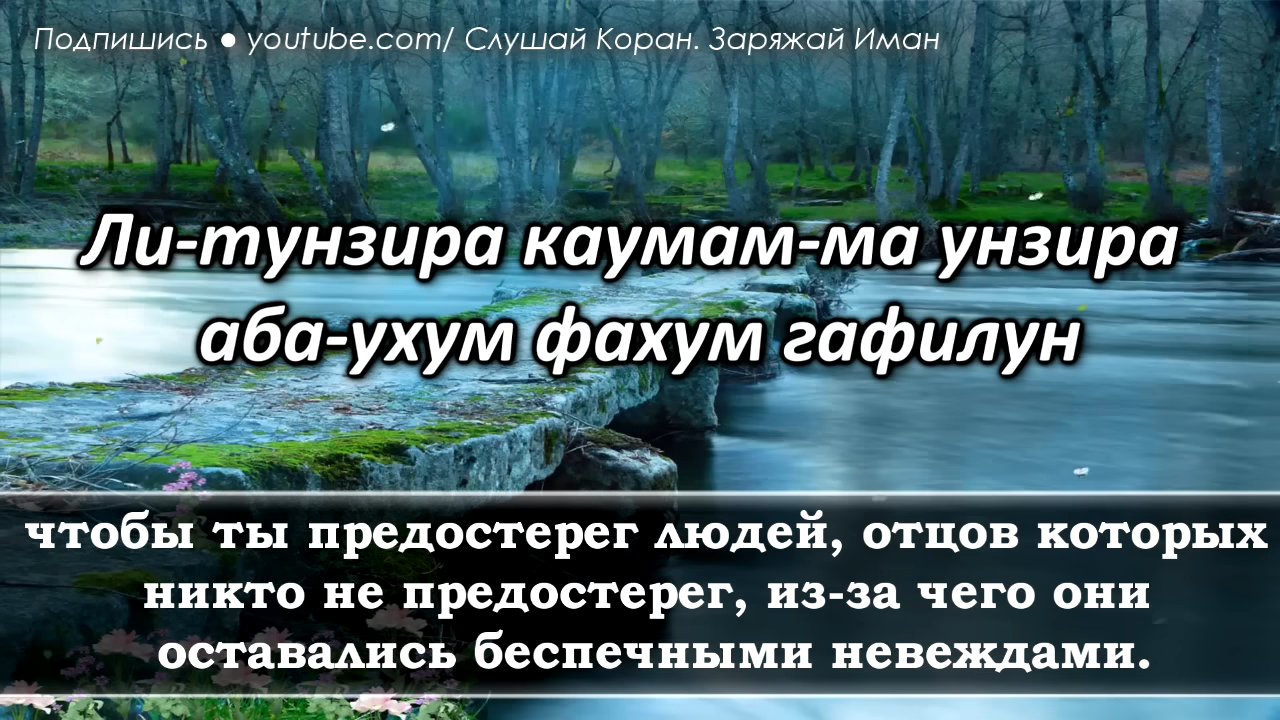 Подпишись ● youtube.com/ Слушай Коран. Заряжай Иман
Ли-тунзира каумам-ма унзира
аба-ухум фахум гафилун
чтобы ты предостерег людей, отцов которых
никто не предостерег, из-за чего они
оставались беспечными невеждами.